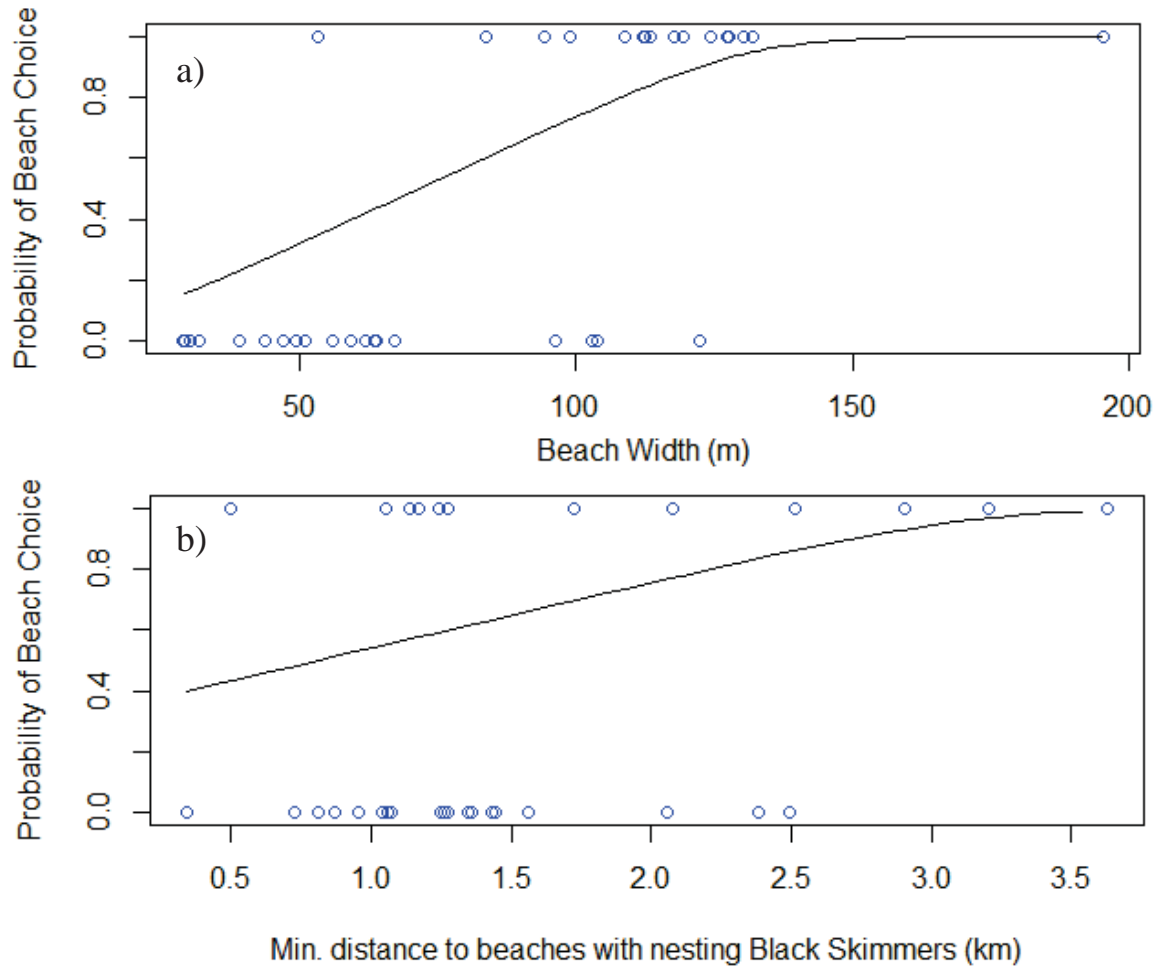 a)
Probability of Beach Choice
0.8
0.4
0.0
50 100 150 200
Beach Width (m)
b)
Probability of Beach Choice
0.8
0.4
0.0
0.5 1.0 1.5 2.0 2.5 3.0 3.5
Min. distance to beaches with nesting Black Skimmers (km)